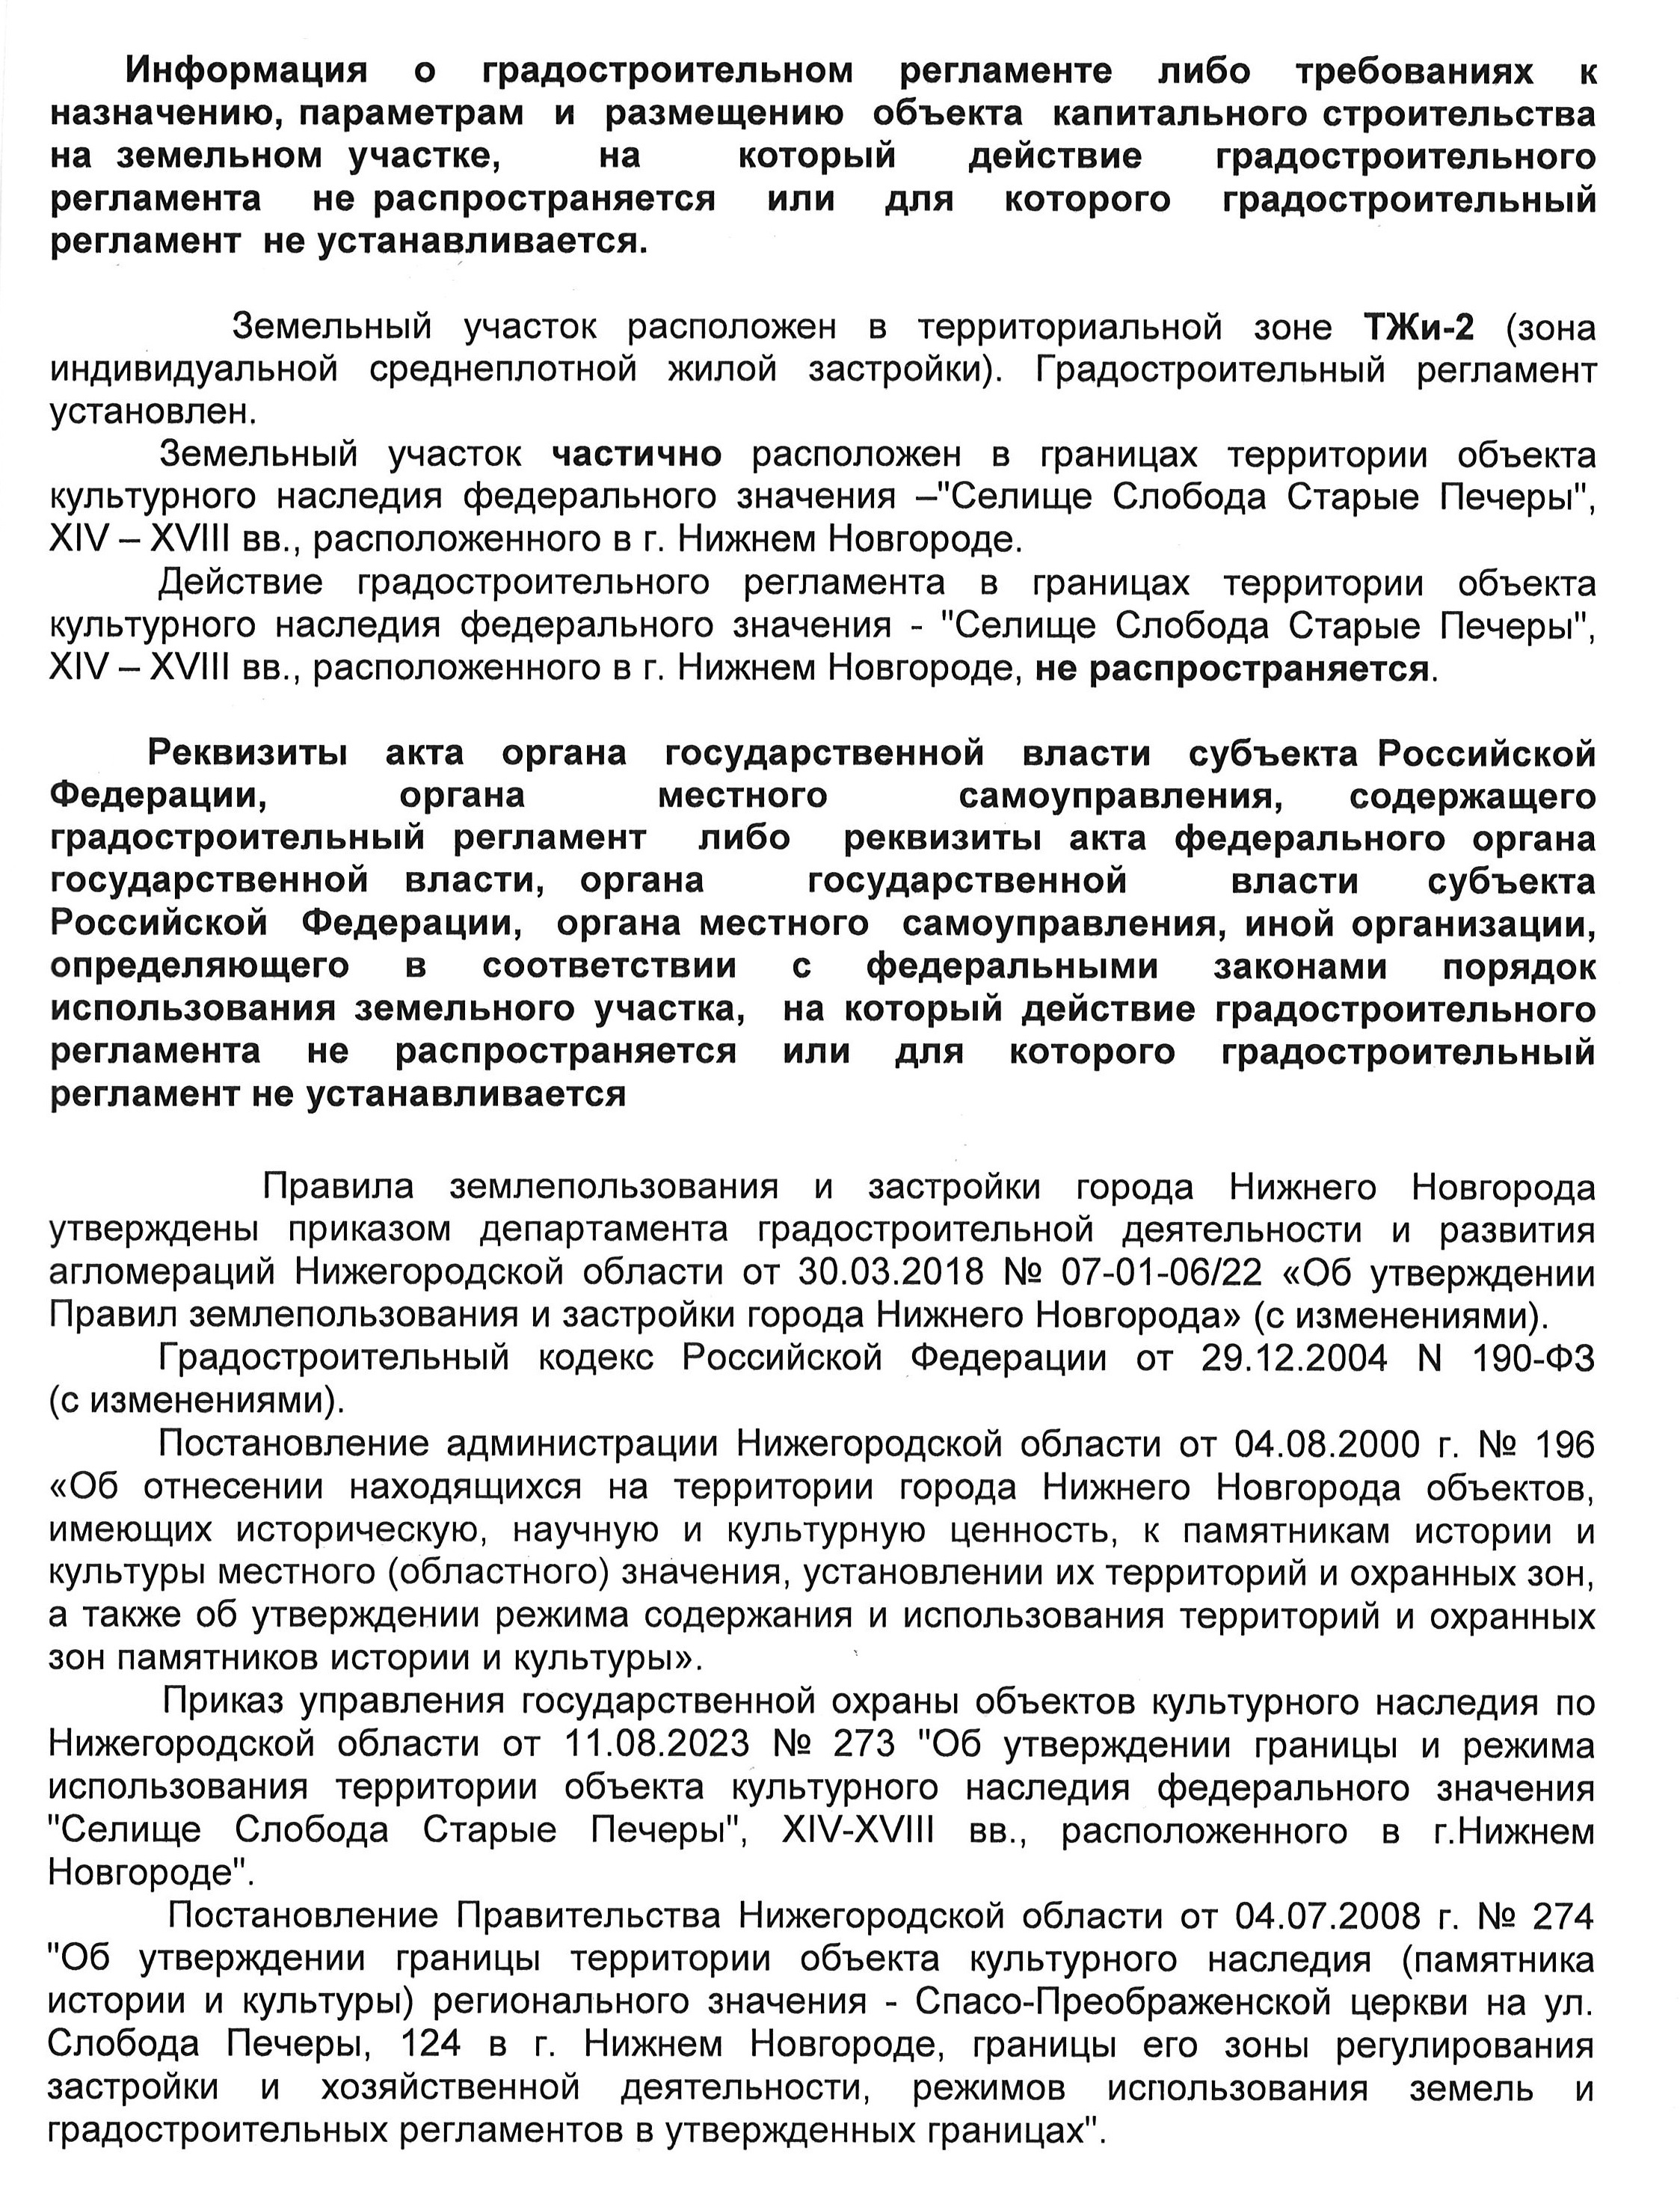 Информация о градостроительном регламенте либо требованиях к
назначению, параметрам и размещению объекта капитального строительства
на земельном участке, на который действие градостроительного
регламента не распространяется или для которого градостроительный
регламент не устанавливается.
Земельный участок расположен в территориальной зоне ТЖи-2 (зона
индивидуальной среднеплотной жилой застройки). Градостроительный регламент
установлен.
Земельный участок частично расположен в границах территории объекта
культурного наследия федерального значения –"Селище Слобода Старые Печеры",
XIV – XVIII вв., расположенного в г. Нижнем Новгороде.
Действие градостроительного регламента в границах территории объекта
культурного наследия федерального значения - "Селище Слобода Старые Печеры",
XIV – XVIII вв., расположенного в г. Нижнем Новгороде, не распространяется.
Реквизиты акта органа государственной власти субъекта Российской
Федерации, органа местного самоуправления, содержащего
градостроительный регламент либо реквизиты акта федерального органа
государственной власти, органа государственной власти субъекта
Российской Федерации, органа местного самоуправления, иной организации,
определяющего в соответствии с федеральными законами порядок
использования земельного участка, на который действие градостроительного
регламента не распространяется или для которого градостроительный
регламент не устанавливается
Правила землепользования и застройки города Нижнего Новгорода
утверждены приказом департамента градостроительной деятельности и развития
агломераций Нижегородской области от 30.03.2018 № 07-01-06/22 «Об утверждении
Правил землепользования и застройки города Нижнего Новгорода» (с изменениями).
Градостроительный кодекс Российской Федерации от 29.12.2004 N 190-ФЗ
(с изменениями).
Постановление администрации Нижегородской области от 04.08.2000 г. № 196
«Об отнесении находящихся на территории города Нижнего Новгорода объектов,
имеющих историческую, научную и культурную ценность, к памятникам истории и
культуры местного (областного) значения, установлении их территорий и охранных зон,
а также об утверждении режима содержания и использования территорий и охранных
зон памятников истории и культуры».
Приказ управления государственной охраны объектов культурного наследия по
Нижегородской области от 11.08.2023 № 273 "Об утверждении границы и режима
использования территории объекта культурного наследия федерального значения
"Селище Слобода Старые Печеры", XIV-XVIII вв., расположенного в г.Нижнем
Новгороде".
Постановление Правительства Нижегородской области от 04.07.2008 г. № 274
"Об утверждении границы территории объекта культурного наследия (памятника
истории и культуры) регионального значения - Спасо-Преображенской церкви на ул.
Слобода Печеры, 124 в г. Нижнем Новгороде, границы его зоны регулирования
застройки и хозяйственной деятельности, режимов использования земель и
градостроительных регламентов в утвержденных границах".